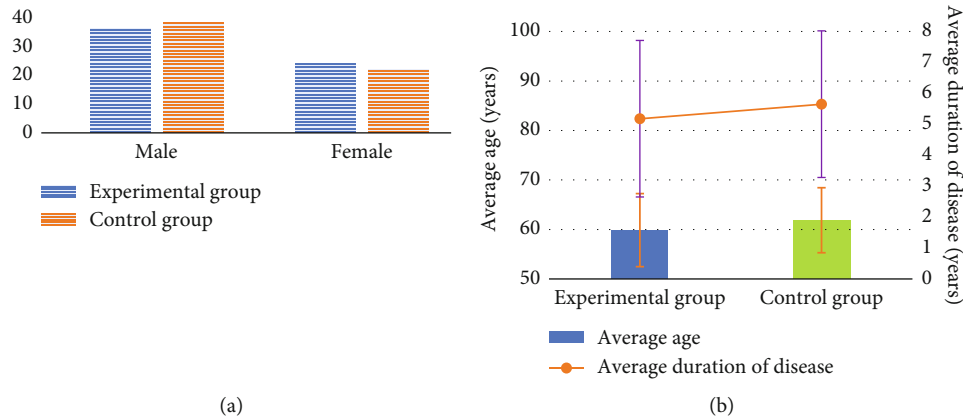 40
30
20
10
0
Male
Female
Experimental group
Control group
(a)
Average age (years)
100
90
80
70
60
50
8
7
6
5
4
3
2
1
0
Average duration of
disease (years)
Experimental group
Control group
Average age
Average duration of disease
(b)